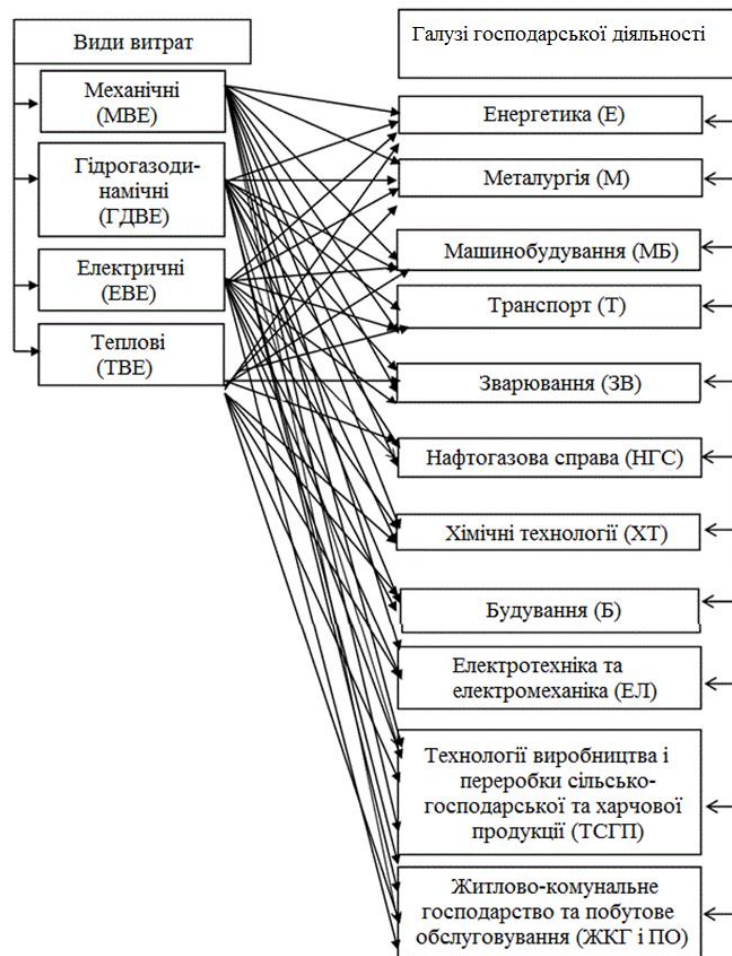 Види витрат
Механічні
(МВЕ)
Гідрогазоди-
намічні
(ГДВЕ)
Електричні
(ЕВЕ)
Теплові
(ТВЕ)
Галузі господарської діяльності
Енергетика (Е)
Металургія (М)
Машинобудування (МБ)
Транспорт (Т)
Зварювання (ЗВ)
Нафтогазова справа (НГС)
Хімічні технології (ХТ)
Будування (Б)
Електротехніка та
електромеханіка (ЕЛ)
Технології виробництва і
переробки сільсько-
господарської та харчової
продукції (ТСГП)
Житлово-комунальне
господарство та побутове
обслуговування (ЖКГ і ПО)